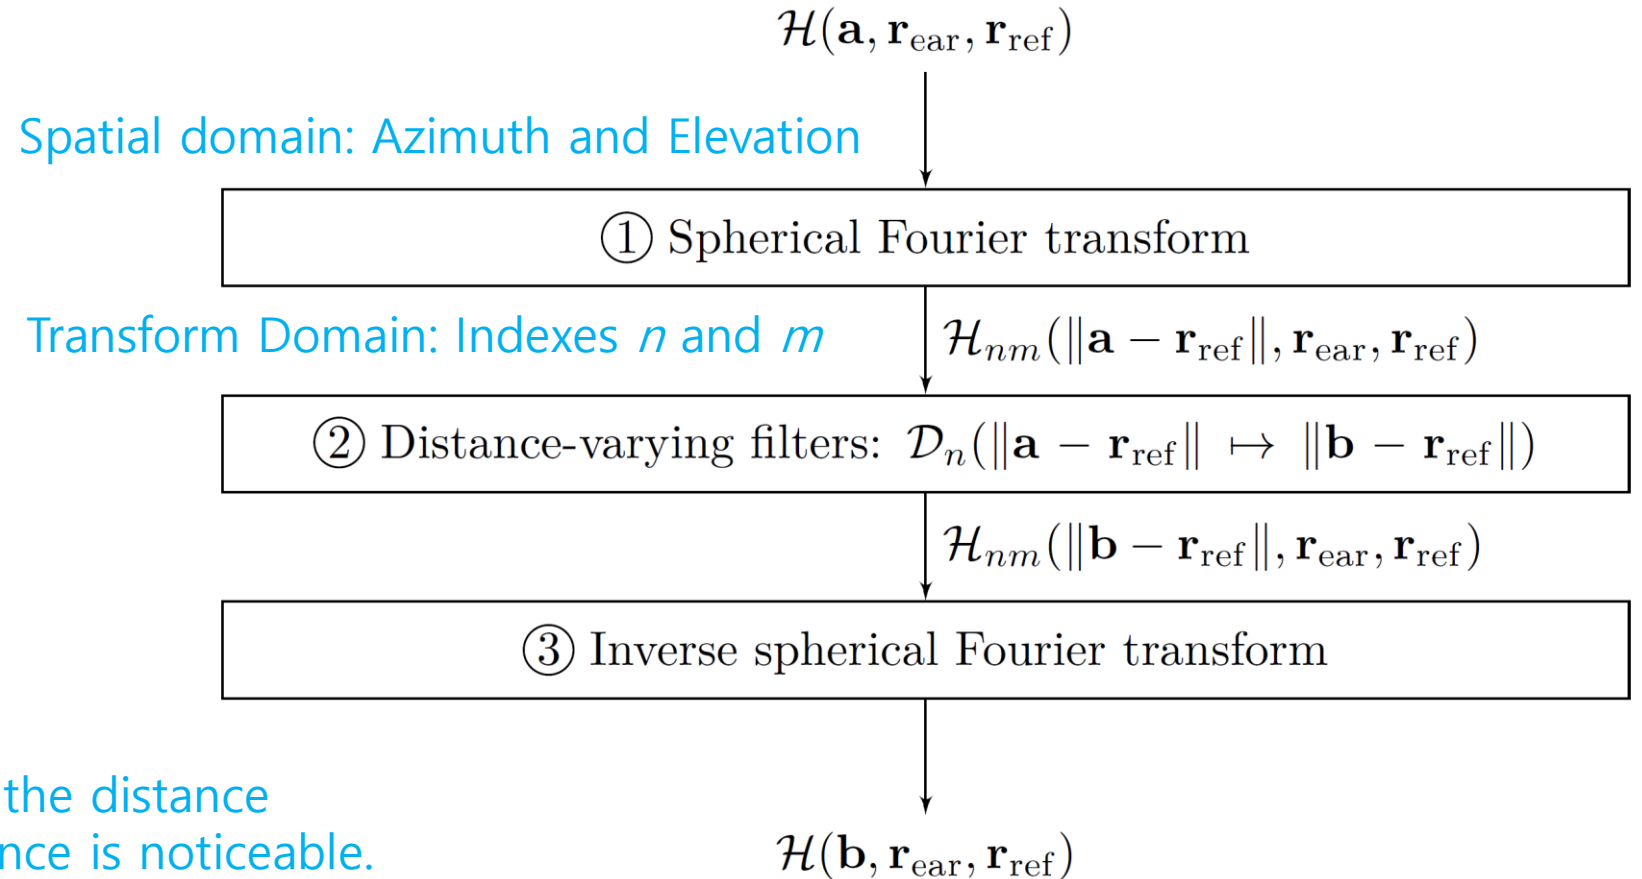 ℋ(𝐚, 𝐫_ear, 𝐫_ref)
Spatial domain: Azimuth and Elevation
① Spherical Fourier transform
Transform Domain: Indexes n and m
ℋ_nm(‖𝐚 − 𝐫_ref‖, 𝐫_ear, 𝐫_ref)
② Distance-varying filters: 𝒟_n(‖𝐚 − 𝐫_ref‖ ↦ ‖𝐛 − 𝐫_ref‖)
ℋ_nm(‖𝐛 − 𝐫_ref‖, 𝐫_ear, 𝐫_ref)
③ Inverse spherical Fourier transform
the distance
is noticeable.
ℋ(𝐛, 𝐫_ear, 𝐫_ref)